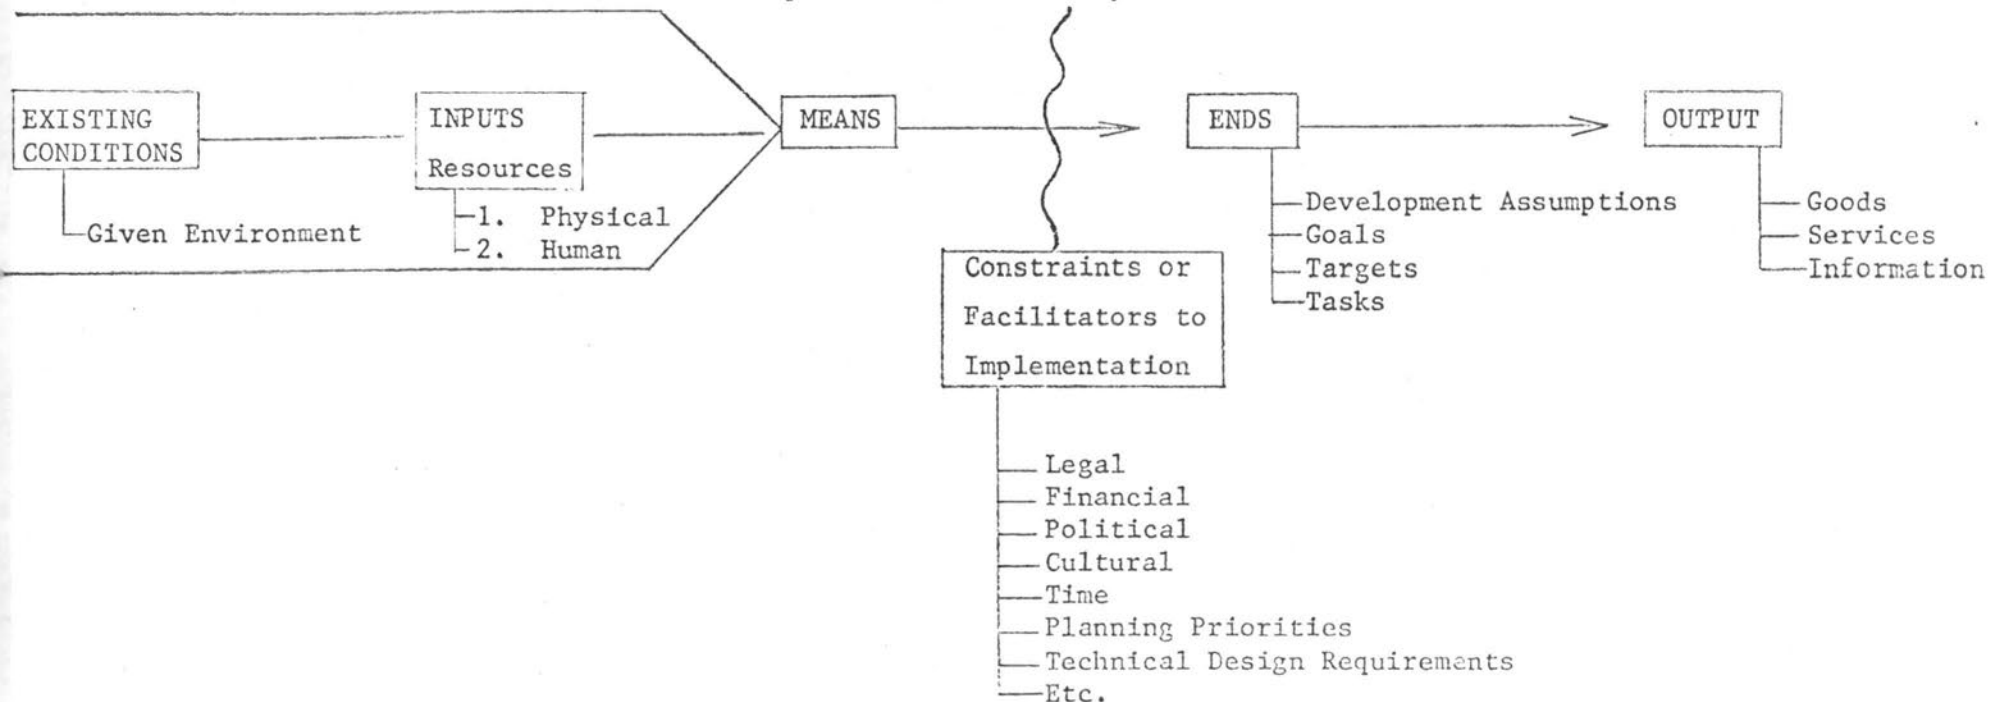 EXISTING
CONDITIONS
Given Environment
INPUTS
Resources
1. Physical
2. Human
MEANS
Constraints or
Facilitators to
Implementation
Legal
Financial
Political
Cultural
Time
Planning Priorities
Technical Design Requirements
Etc.
ENDS
Development Assumptions
Goals
Targets
Tasks
OUTPUT
Goods
Services
Information